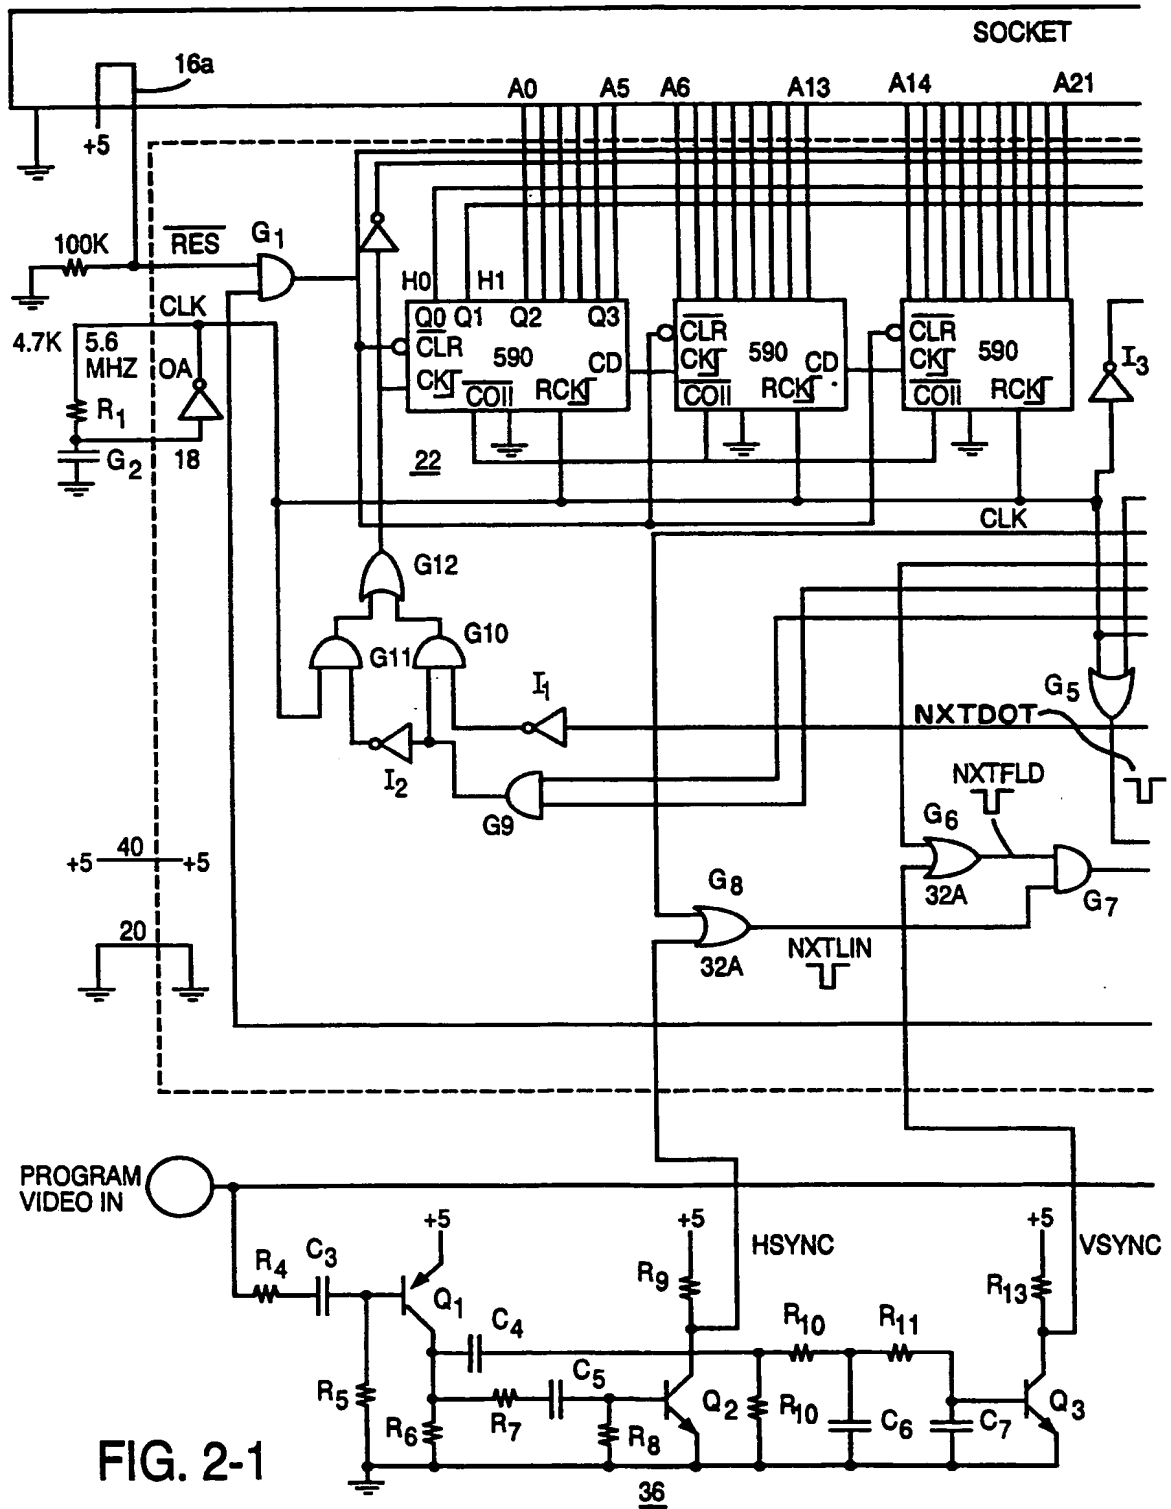 SOCKET
16a
A0 A5 A6 A13 A14 A21
+5
100K
RES
G1
H0 H1
CLK
Q0 Q1 Q2 Q3
CLR
590
CD
CK
COII
RCK
CLR
CK
590
CD
COII
RCK
CLR
CK
590
COII
RCK
I3
4.7K
5.6
MHZ
OA
R1
G2
18
22
CLK
G12
G11
G10
I1
I2
G9
G5
NXTDOT
NXTFLD
G6
32A
G7
G8
32A
NXTLIN
+5 40 +5
20
PROGRAM
VIDEO IN
+5
+5
HSYNC
+5
VSYNC
R4
C3
Q1
R9
R13
C4
R10
R11
R5
R6
R7
C5
R8
Q2
R10
C6
C7
Q3
FIG. 2-1
36